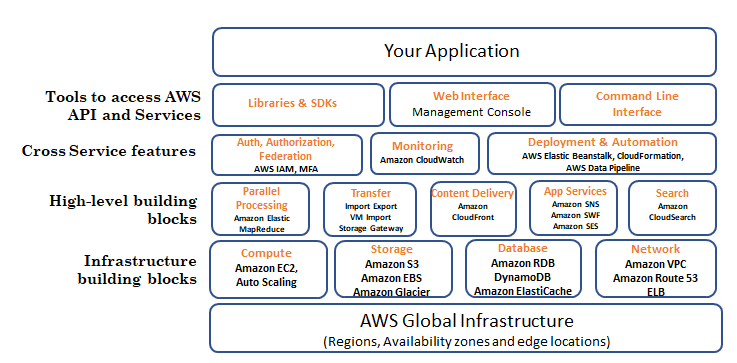 Your Application
Tools to access AWS
API and Services
Libraries & SDKs
Web Interface
Management Console
Command Line
Interface
Cross Service features
Auth, Authorization,
Federation
AWS IAM, MFA
Monitoring
Amazon CloudWatch
Deployment & Automation
AWS Elastic Beanstalk, CloudFormation,
AWS Data Pipeline
High-level building
blocks
Parallel
Processing
Amazon Elastic
MapReduce
Transfer
Import Export
VM Import
Storage Gateway
Content Delivery
Amazon
CloudFront
App Services
Amazon SNS
Amazon SWF
Amazon SES
Search
Amazon
CloudSearch
Infrastructure
building blocks
Compute
Amazon EC2,
Auto Scaling
Storage
Amazon S3
Amazon EBS
Amazon Glacier
Database
Amazon RDB
DynamoDB
Amazon ElastiCache
Network
Amazon VPC
Amazon Route 53
ELB
AWS Global Infrastructure
(Regions, Availability zones and edge locations)